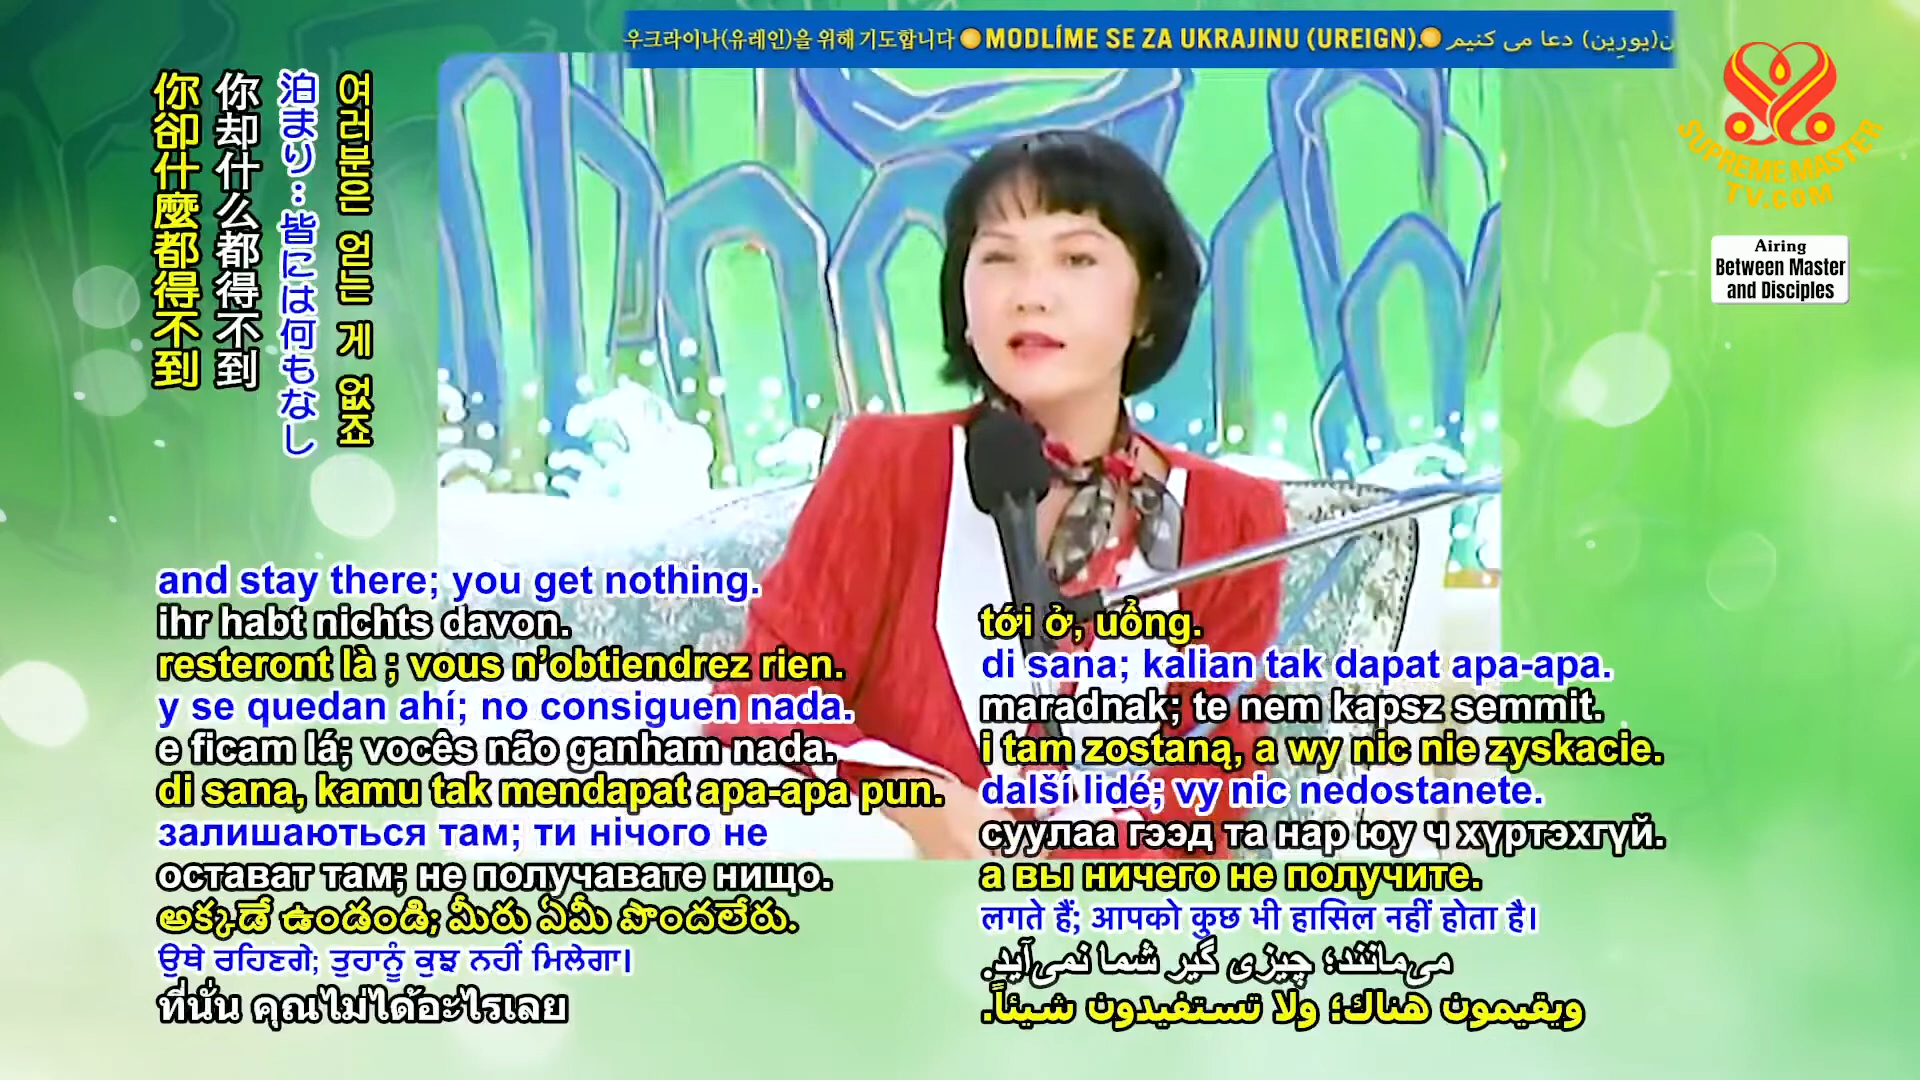 우크라이나(유레인)을 위해 기도합니다 MODLÍME SE ZA UKRAJINU (UREIGN). ن(یورِین) دعا می کنیم
SUPREME MASTER
TV.COM
Airing
Between Master
and Disciples
여러분은 얻는 게 없죠
泊まり：皆には何もなし
你却什么都得不到
你卻什麼都得不到
and stay there; you get nothing.
ihr habt nichts davon.
resteront là ; vous n’obtiendrez rien.
y se quedan ahí; no consiguen nada.
e ficam lá; vocês não ganham nada.
di sana, kamu tak mendapat apa-apa pun.
залишаються там; ти нічого не
остават там; не получавате нищо.
అక్కడే ఉండండి; మీరు ఏమీ పొందలేరు.
ਉਥੇ ਰਹਿਣਗੇ; ਤੁਹਾਨੂੰ ਕੁਝ ਨਹੀਂ ਮਿਲੇਗਾ।
ที่นั่น คุณไม่ได้อะไรเลย
tới ở, uổng.
di sana; kalian tak dapat apa-apa.
maradnak; te nem kapsz semmit.
i tam zostaną, a wy nic nie zyskacie.
další lidé; vy nic nedostanete.
суулаа гээд та нар юу ч хүртэхгүй.
а вы ничего не получите.
लगते हैं; आपको कुछ भी हासिल नहीं होता है।
می‌مانند؛ چیزی گیر شما نمی‌آید.
ويقيمون هناك؛ ولا تستفيدون شيئاً.